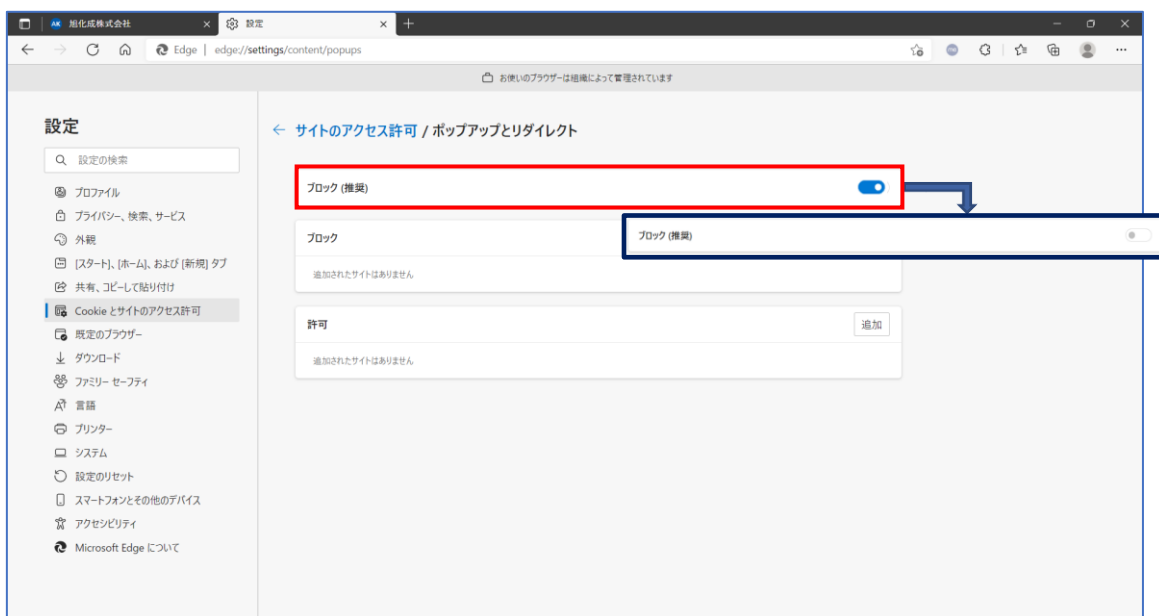 旭化成株式会社
設定
Edge | edge://settings/content/popups
お使いのブラウザーは組織によって管理されています
設定
設定の検索
プロファイル
プライバシー、検索、サービス
外観
[スタート]、[ホーム]、および [新規] タブ
共有、コピーして貼り付け
Cookie とサイトのアクセス許可
既定のブラウザー
ダウンロード
ファミリー セーフティ
言語
プリンター
システム
設定のリセット
スマートフォンとその他のデバイス
アクセシビリティ
Microsoft Edge について
サイトのアクセス許可 / ポップアップとリダイレクト
ブロック (推奨)
ブロック (推奨)
ブロック
追加されたサイトはありません
許可
追加
追加されたサイトはありません